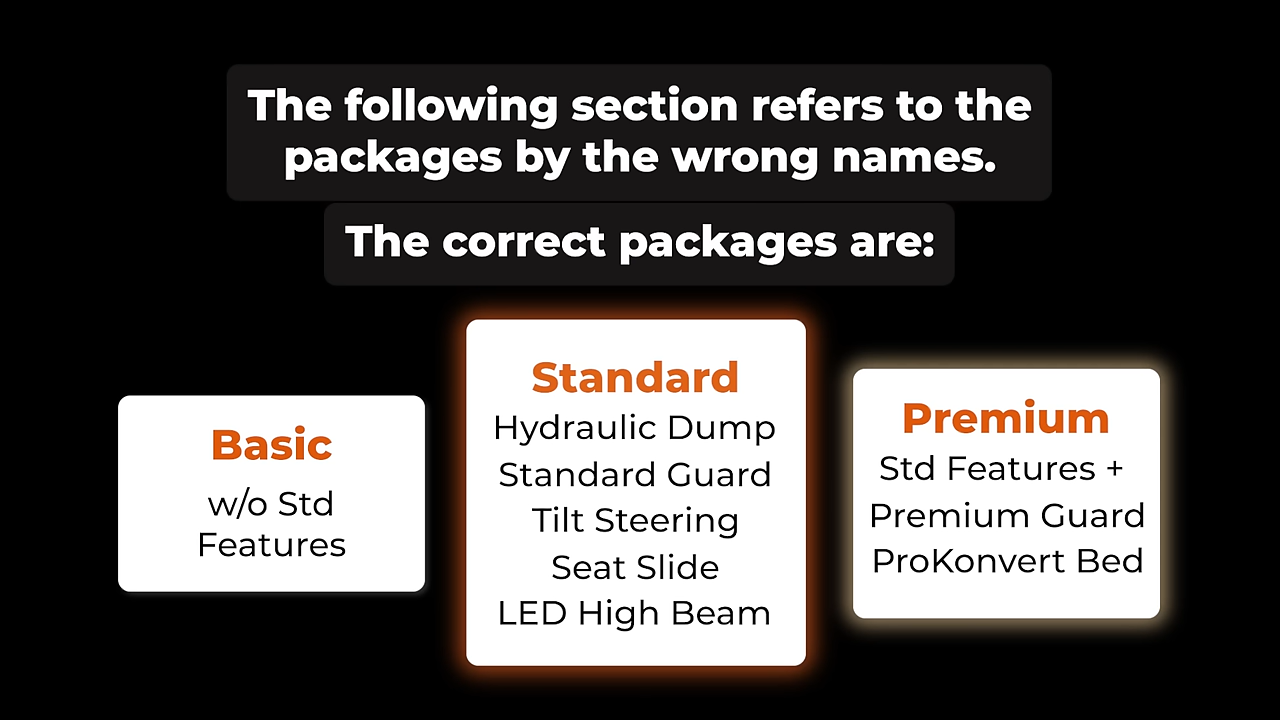 The following section refers to the
packages by the wrong names.
The correct packages are:
Basic
w/o Std
Features
Standard
Hydraulic Dump
Standard Guard
Tilt Steering
Seat Slide
LED High Beam
Premium
Std Features +
Premium Guard
ProKonvert Bed